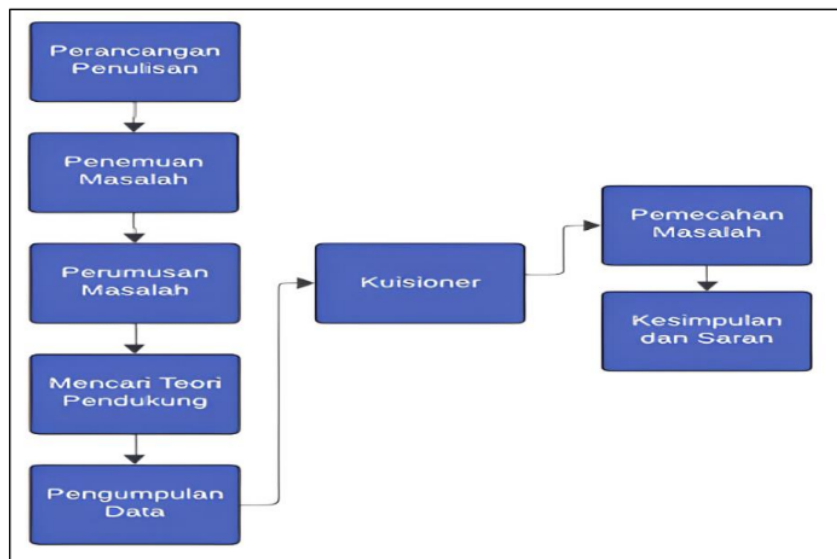 Perancangan
Penulisan
Penemuan
Masalah
Perumusan
Masalah
Mencari Teori
Pendukung
Pengumpulan
Data
Kuisioner
Pemecahan
Masalah
Kesimpulan
dan Saran